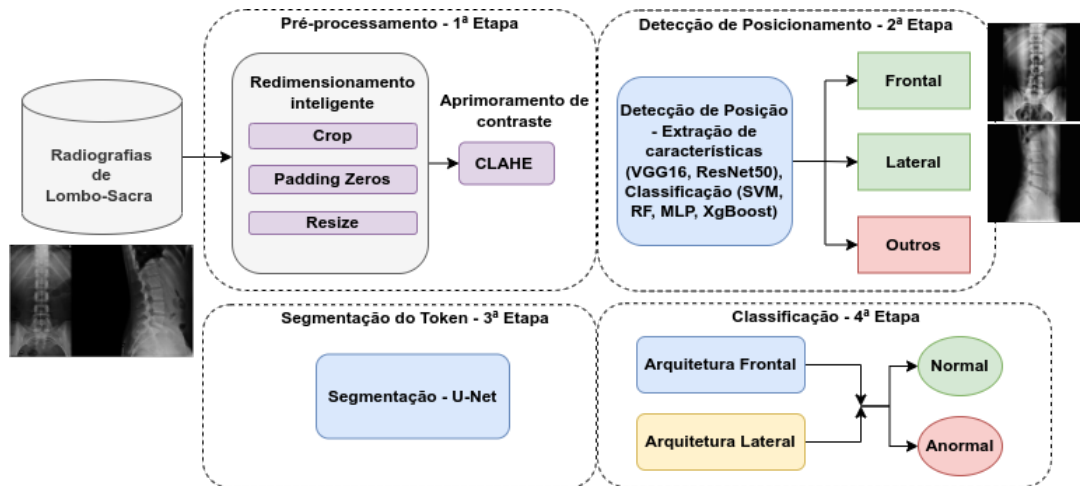 Pré-processamento - 1ª Etapa
Redimensionamento
inteligente
Crop
Padding Zeros
Resize
Aprimoramento de
contraste
CLAHE
Radiografias
de
Lombo-Sacra
Detecção de Posicionamento - 2ª Etapa
Detecção de Posição
- Extração de
característícas
(VGG16, ResNet50),
Classificação (SVM,
RF, MLP, XgBoost)
Frontal
Lateral
Outros
Segmentação do Token - 3ª Etapa
Segmentação - U-Net
Classificação - 4ª Etapa
Arquitetura Frontal
Arquitetura Lateral
Normal
Anormal